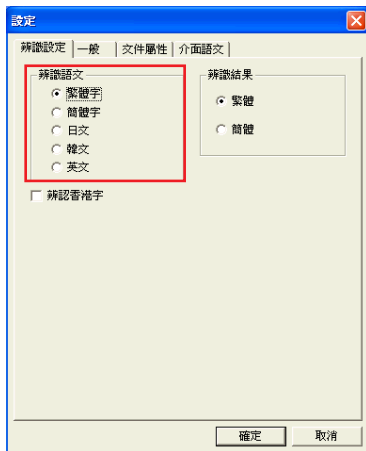 設定
辨識設定 一般 文件屬性 介面語文
辨識語文
繁體字
簡體字
日文
韓文
英文
辨識結果
繁體
簡體
辨認香港字
確定 取消